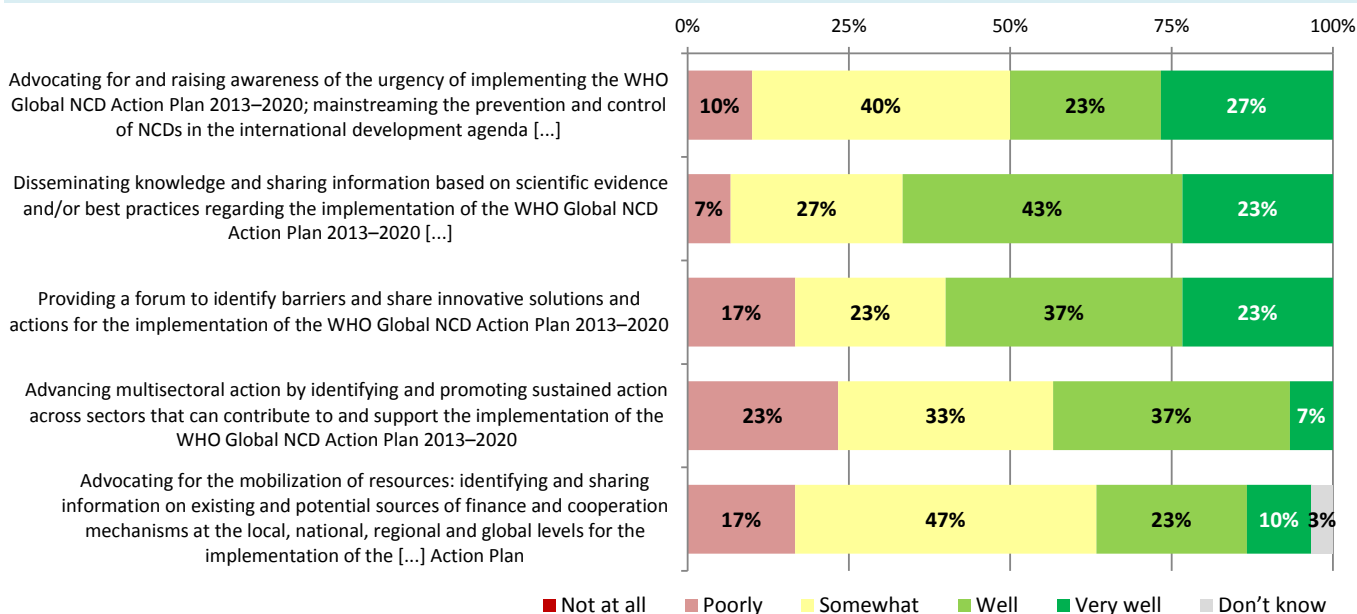 0% 25% 50% 75% 100%
Advocating for and raising awareness of the urgency of implementing the WHO
Global NCD Action Plan 2013–2020; mainstreaming the prevention and control
of NCDs in the international development agenda [...]
10% 40% 23% 27%
Disseminating knowledge and sharing information based on scientific evidence
and/or best practices regarding the implementation of the WHO Global NCD
Action Plan 2013–2020 [...]
7% 27% 43% 23%
Providing a forum to identify barriers and share innovative solutions and
actions for the implementation of the WHO Global NCD Action Plan 2013–2020
17% 23% 37% 23%
Advancing multisectoral action by identifying and promoting sustained action
across sectors that can contribute to and support the implementation of the
WHO Global NCD Action Plan 2013–2020
23% 33% 37% 7%
Advocating for the mobilization of resources: identifying and sharing
information on existing and potential sources of finance and cooperation
mechanisms at the local, national, regional and global levels for the
implementation of the [...] Action Plan
17% 47% 23% 10% 3%
Not at all Poorly Somewhat Well Very well Don't know